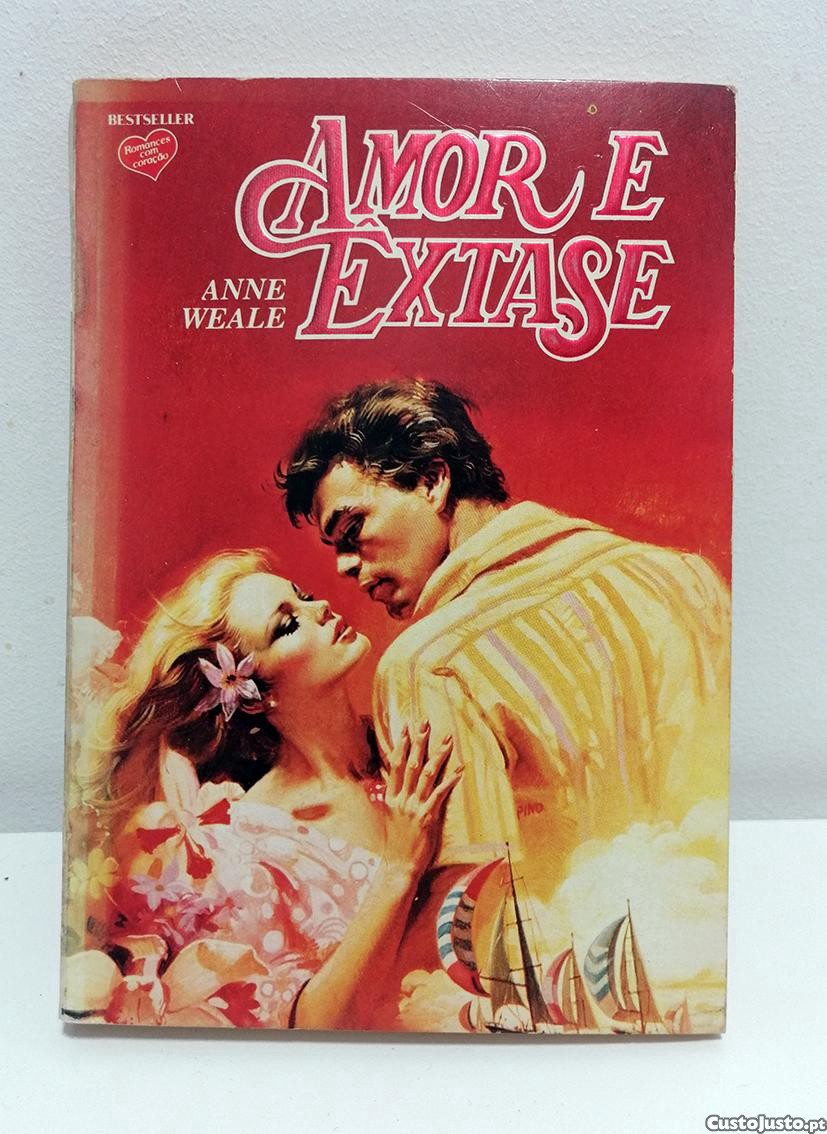 BESTSELLER
Romances
com
coração
AMOR E
ÊXTASE
ANNE
WEALE
PINO
CustoJusto.pt